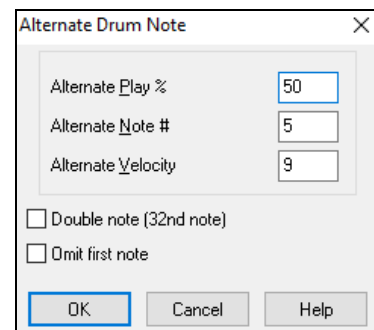 Alternate Drum Note
Alternate Play % 50
Alternate Note # 5
Alternate Velocity 9
Double note (32nd note)
Omit first note
OK Cancel Help